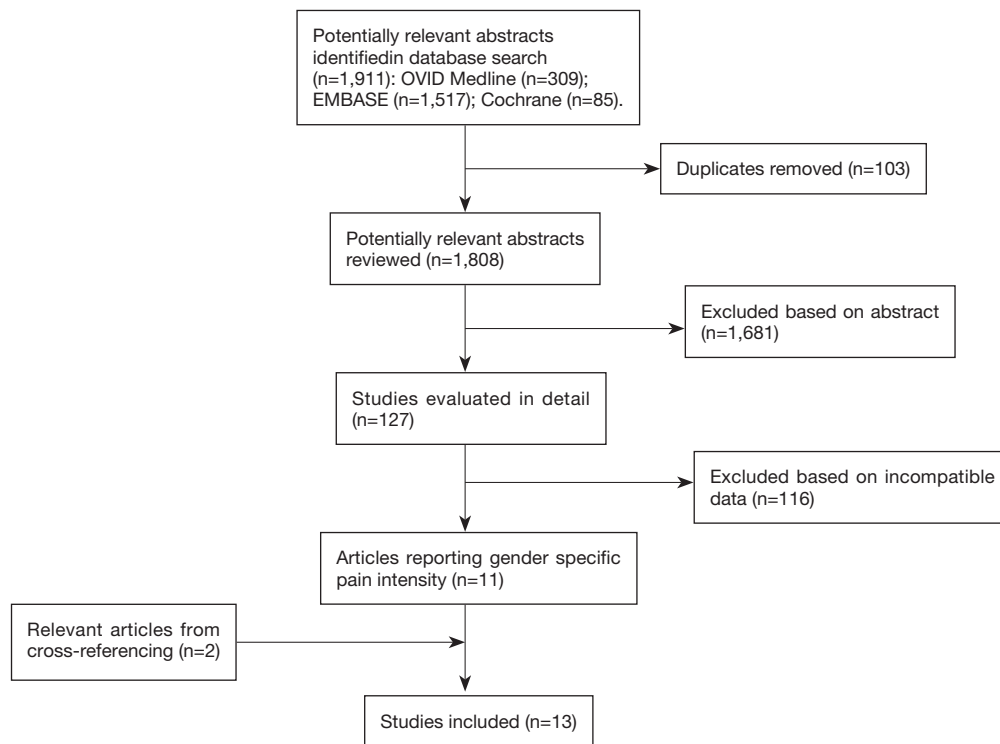 Potentially relevant abstracts
identifiedin database search
(n=1,911): OVID Medline (n=309);
EMBASE (n=1,517); Cochrane (n=85).
Duplicates removed (n=103)
Potentially relevant abstracts
reviewed (n=1,808)
Excluded based on abstract
(n=1,681)
Studies evaluated in detail
(n=127)
Excluded based on incompatible
data (n=116)
Articles reporting gender specific
pain intensity (n=11)
Relevant articles from
cross-referencing (n=2)
Studies included (n=13)